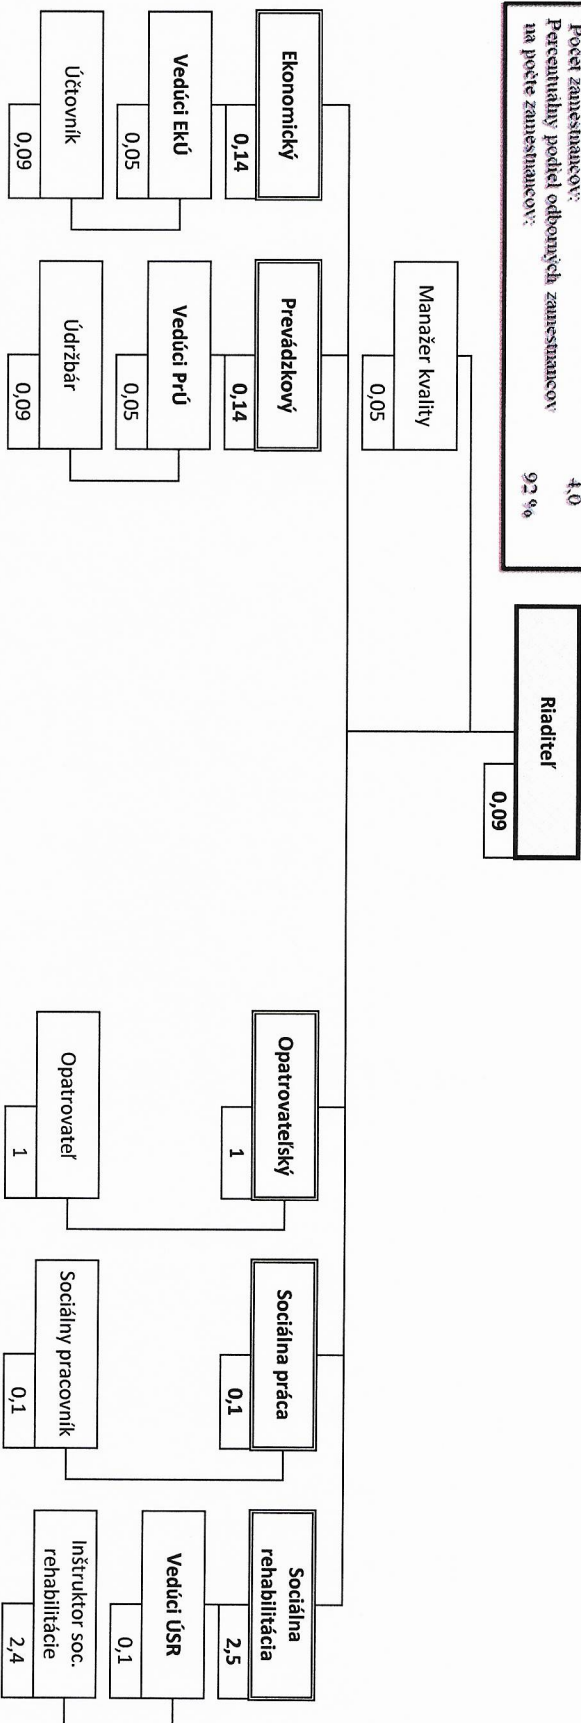 Počet zamestnancov: 4,0
Percentuálny podiel odborných zamestnancov
na počte zamestnancov: 92 %
Riaditeľ
0,09
Manažer kvality
0,05
Ekonomický
0,14
Prevádzkový
0,14
Opatrovateľský
1
Sociálna práca
0,1
Sociálna
rehabilitácia
2,5
Vedúci EkÚ
0,05
Vedúci PrÚ
0,05
Vedúci ÚSR
0,1
Účtovník
0,09
Údržbár
0,09
Opatrovateľ
1
Sociálny pracovník
0,1
Inštruktor soc.
rehabilitácie
2,4